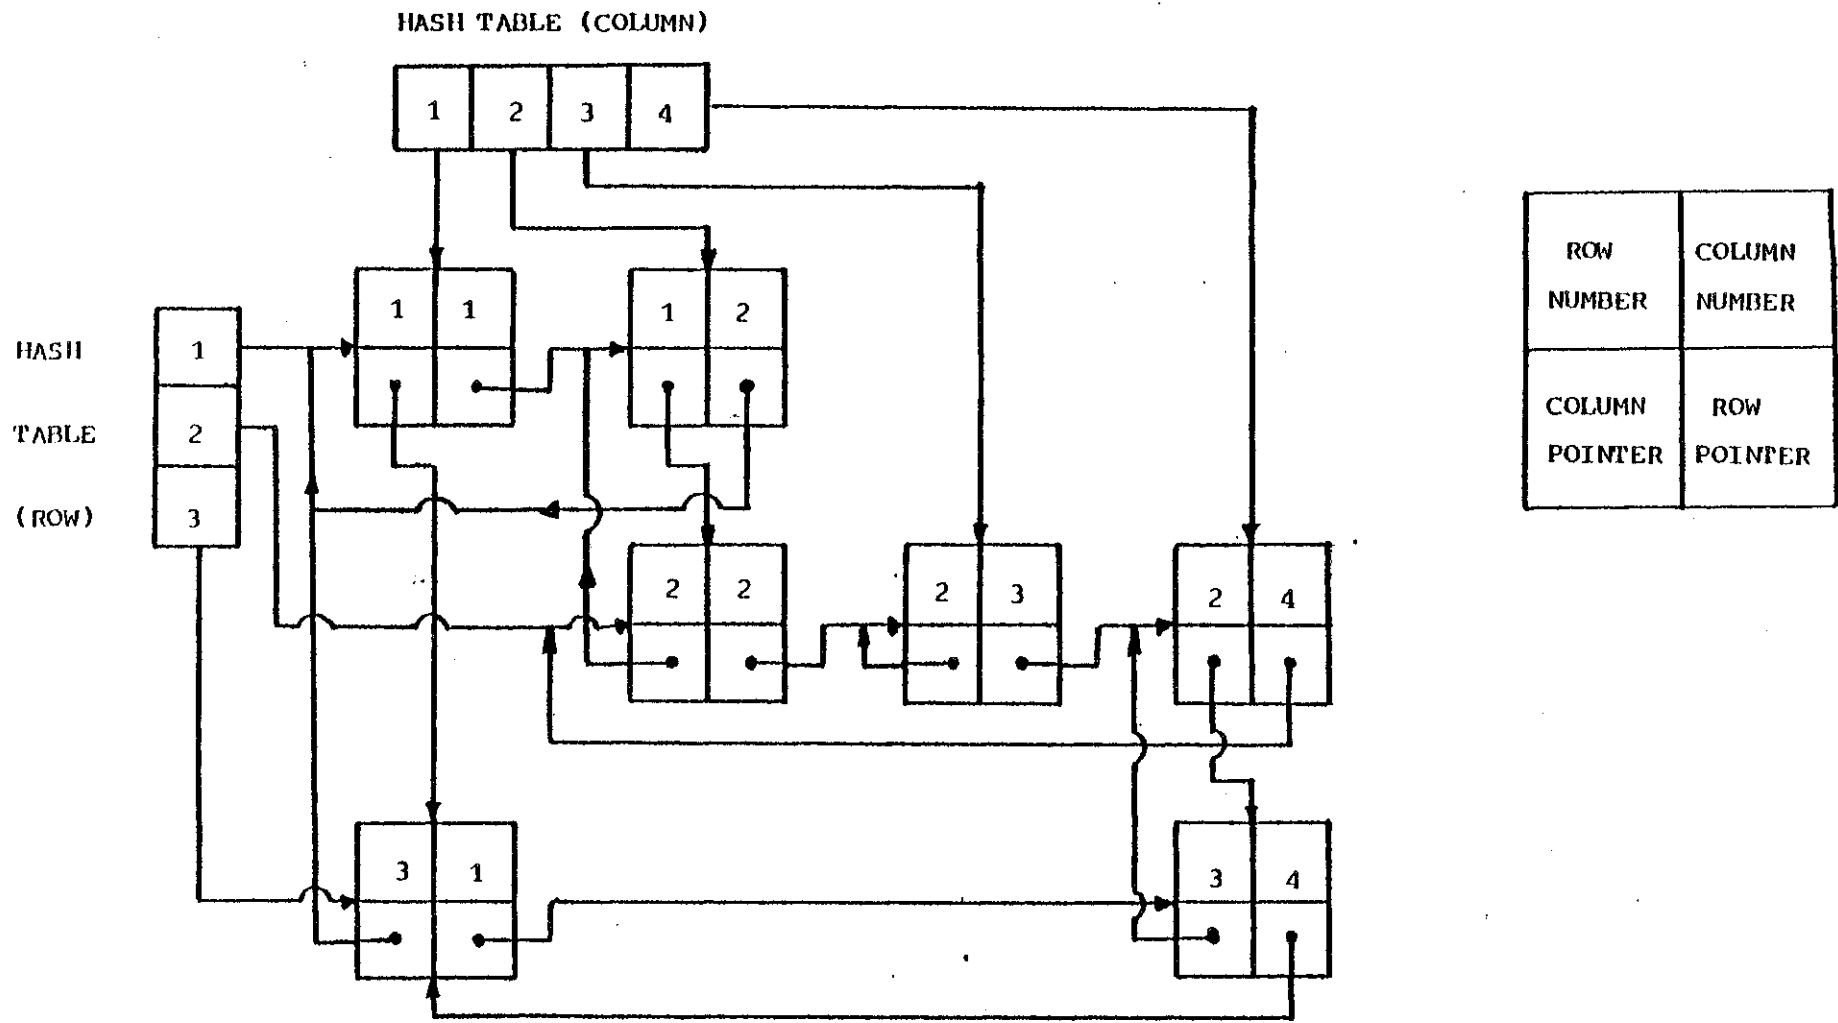 HASH TABLE (COLUMN)
1 2 3 4
ROW COLUMN
NUMBER NUMBER
COLUMN ROW
POINTER POINTER
HASH 1
TABLE 2
(ROW) 3
1 1
1 2
2 2
2 3
2 4
3 1
3 4